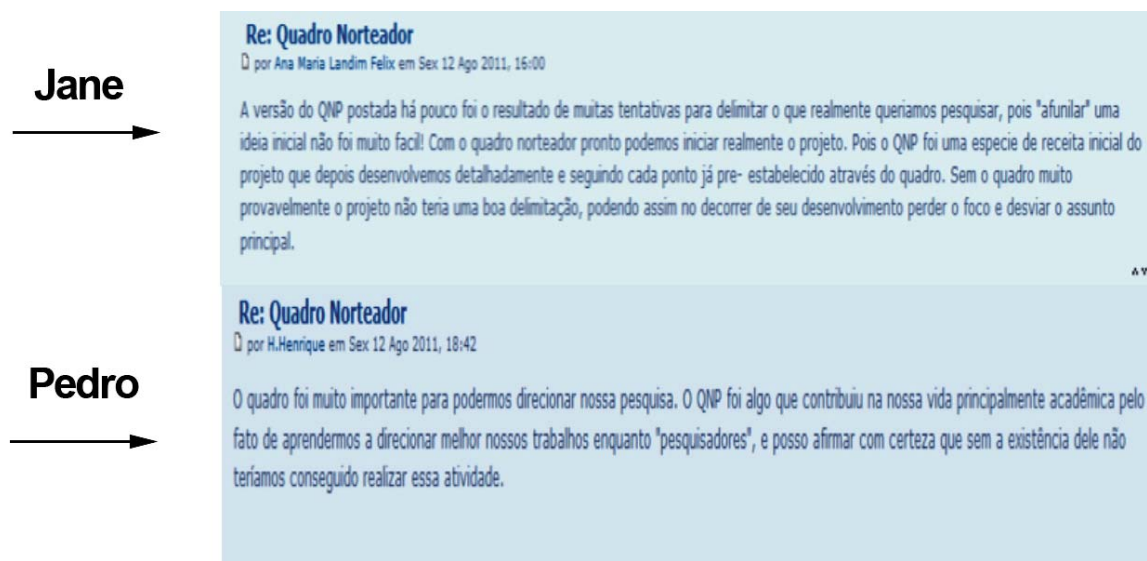 Jane
Re: Quadro Norteador
por Ana Maria Landim Felix em Sex 12 Ago 2011, 16:00
A versão do QNP postada há pouco foi o resultado de muitas tentativas para delimitar o que realmente queriamos pesquisar, pois "afunilar" uma
ideia inicial não foi muito facil! Com o quadro norteador pronto podemos iniciar realmente o projeto. Pois o QNP foi uma especie de receita inicial do
projeto que depois desenvolvemos detalhadamente e seguindo cada ponto já pre- estabelecido através do quadro. Sem o quadro muito
provavelmente o projeto não teria uma boa delimitação, podendo assim no decorrer de seu desenvolvimento perder o foco e desviar o assunto
principal.
Pedro
Re: Quadro Norteador
por H.Henrique em Sex 12 Ago 2011, 18:42
O quadro foi muito importante para podermos direcionar nossa pesquisa. O QNP foi algo que contribuiu na nossa vida principalmente acadêmica pelo
fato de aprendermos a direcionar melhor nossos trabalhos enquanto "pesquisadores", e posso afirmar com certeza que sem a existência dele não
teríamos conseguido realizar essa atividade.